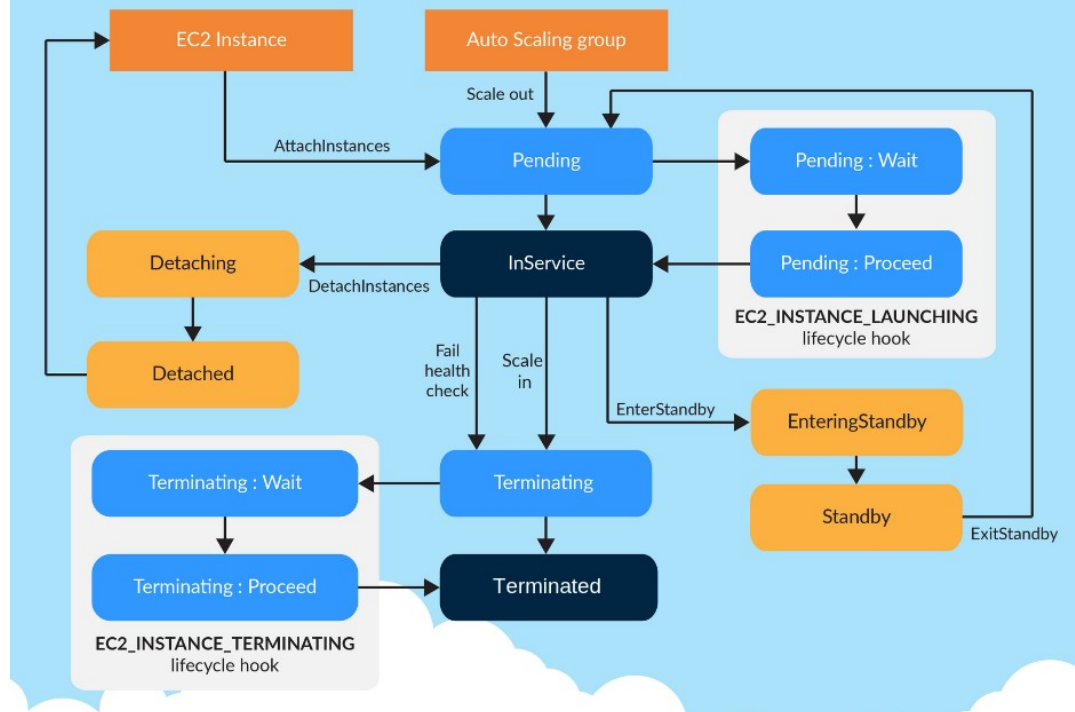 EC2 Instance
Auto Scaling group
Scale out
AttachInstances
Pending
Pending : Wait
Detaching
InService
Pending : Proceed
DetachInstances
EC2_INSTANCE_LAUNCHING
lifecycle hook
Detached
Fail
health
check
Scale
in
EnterStandby
EnteringStandby
Terminating : Wait
Terminating
Standby
ExitStandby
Terminating : Proceed
Terminated
EC2_INSTANCE_TERMINATING
lifecycle hook